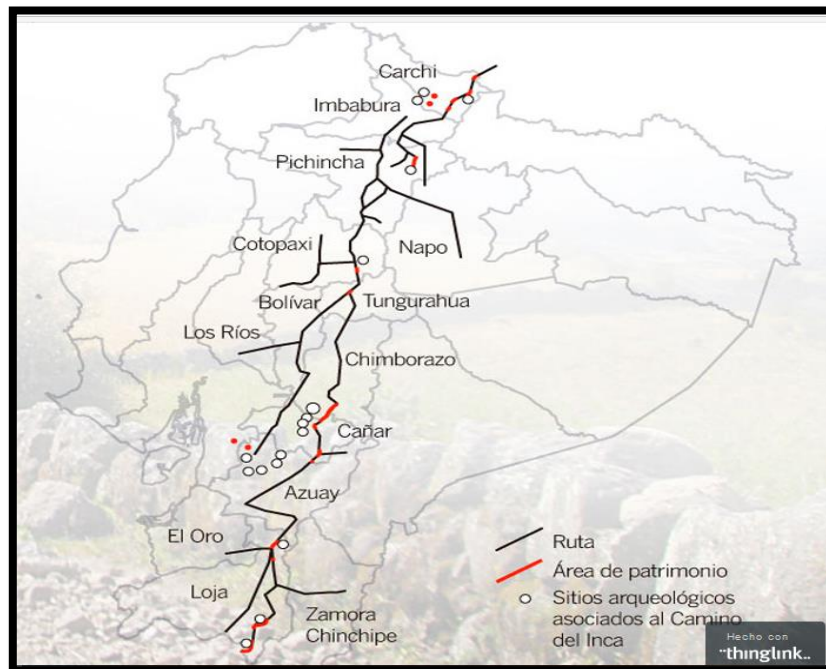 Carchi
Imbabura
Pichincha
Cotopaxi
Napo
Bolívar
Tungurahua
Los Ríos
Chimborazo
Cañar
Azuay
El Oro
Loja
Zamora
Chinchipe
Ruta
Área de patrimonio
Sitios arqueológicos
asociados al Camino
del Inca
Hecho con
thinglink..